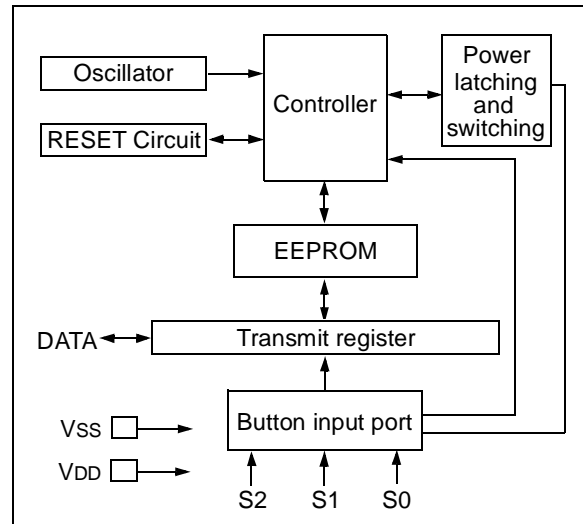 Oscillator
RESET Circuit
Controller
Power
latching
and
switching
EEPROM
DATA
Transmit register
Button input port
VSS
VDD
S2 S1 S0